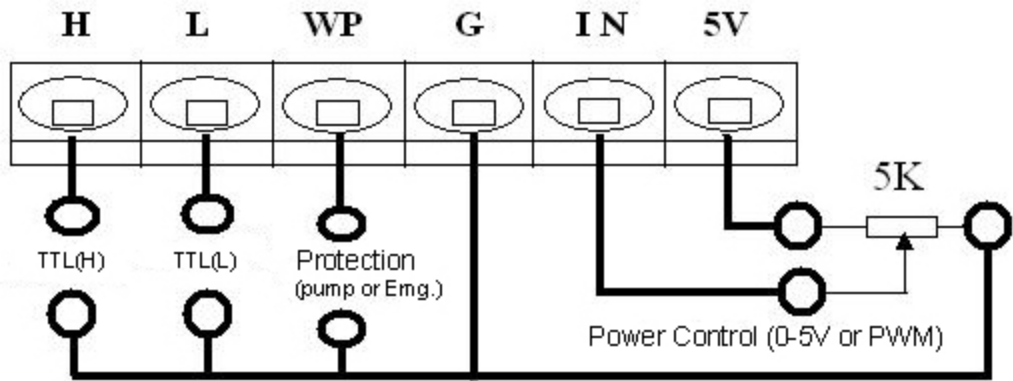 H L WP G I N 5V
5K
TTL(H) TTL(L) Protection
(pump or Emg.)
Power Control (0-5V or PWM)